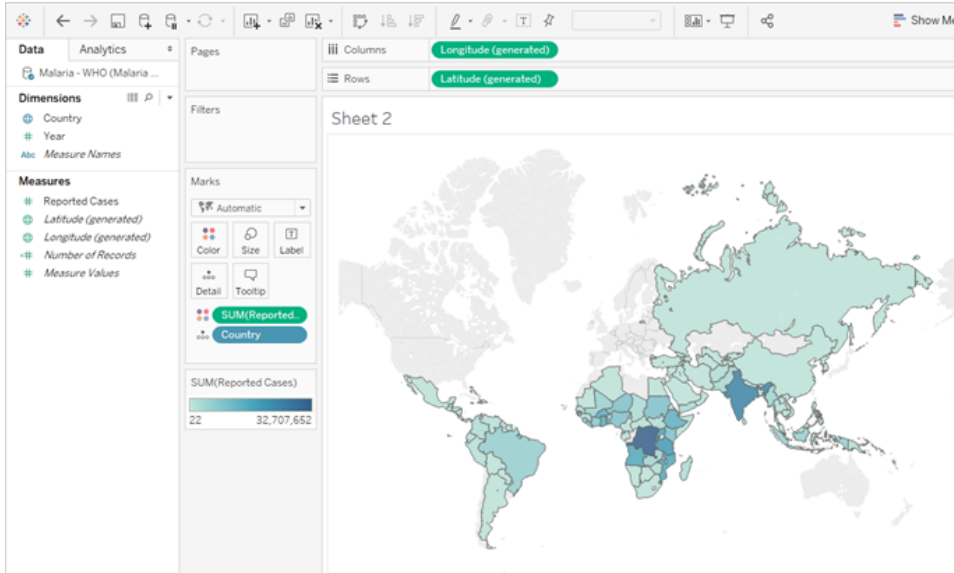 Show Me
Data
Analytics
Malaria - WHO (Malaria ...
Dimensions
Country
Year
Abc Measure Names
Measures
Reported Cases
Latitude (generated)
Longitude (generated)
Number of Records
Measure Values
Pages
Filters
Marks
Automatic
Color
Size
Label
Detail
Tooltip
SUM(Reported..
Country
SUM(Reported Cases)
22
32,707,652
Columns
Longitude (generated)
Rows
Latitude (generated)
Sheet 2